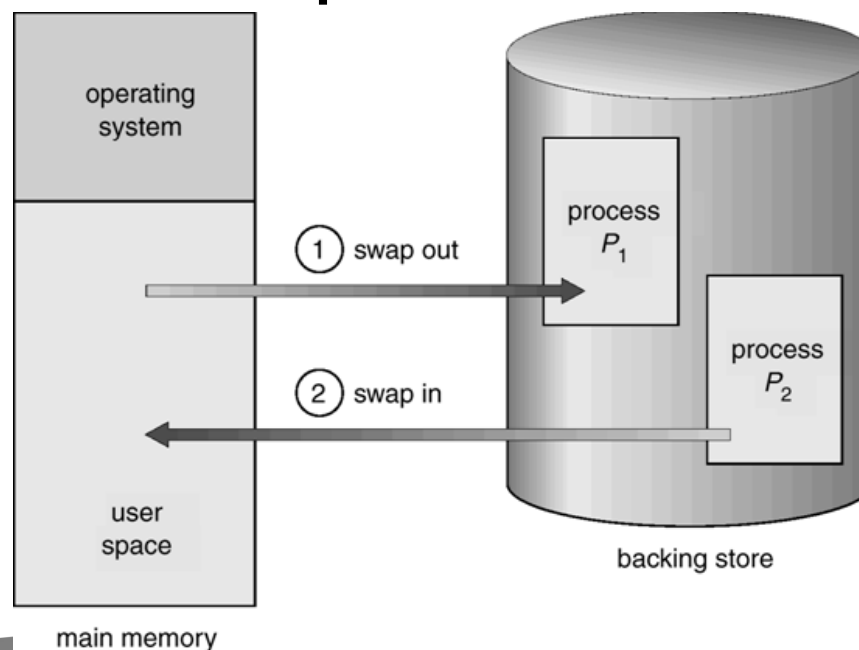 operating
system
1 swap out
process
P1
2 swap in
process
P2
user
space
backing store
main memory